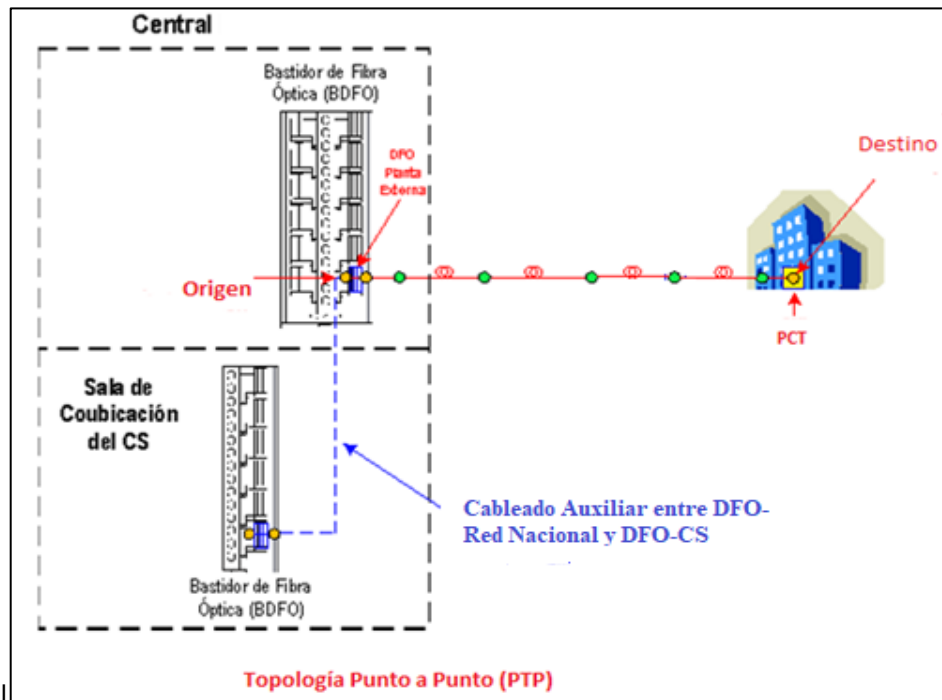 Central
Bastidor de Fibra
Óptica (BDFO)
DFO
Planta
Externa
Destino
Origen
PCT
Sala de
Coubicación
del CS
Cableado Auxiliar entre DFO-
Red Nacional y DFO-CS
Bastidor de Fibra
Óptica (BDFO)
Topología Punto a Punto (PTP)